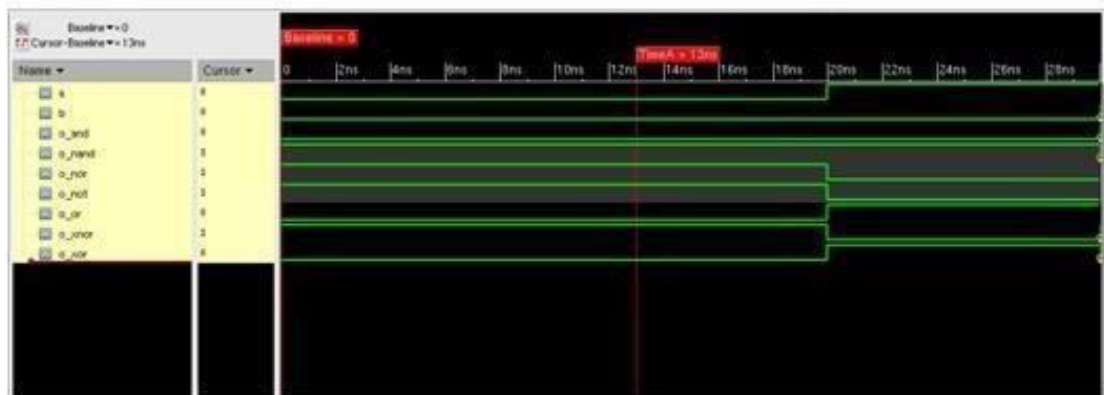 Baseline▼=0
Cursor-Baseline▼=13ns
Baseline = 0
TimeA = 13ns
Name▼ Cursor▼ 0 2ns 4ns 6ns 8ns 10ns 12ns 14ns 16ns 18ns 20ns 22ns 24ns 26ns 28ns
a 0
b 0
o_and 0
o_nand 1
o_nor 1
o_not 1
o_or 0
o_xnor 1
o_xor 0